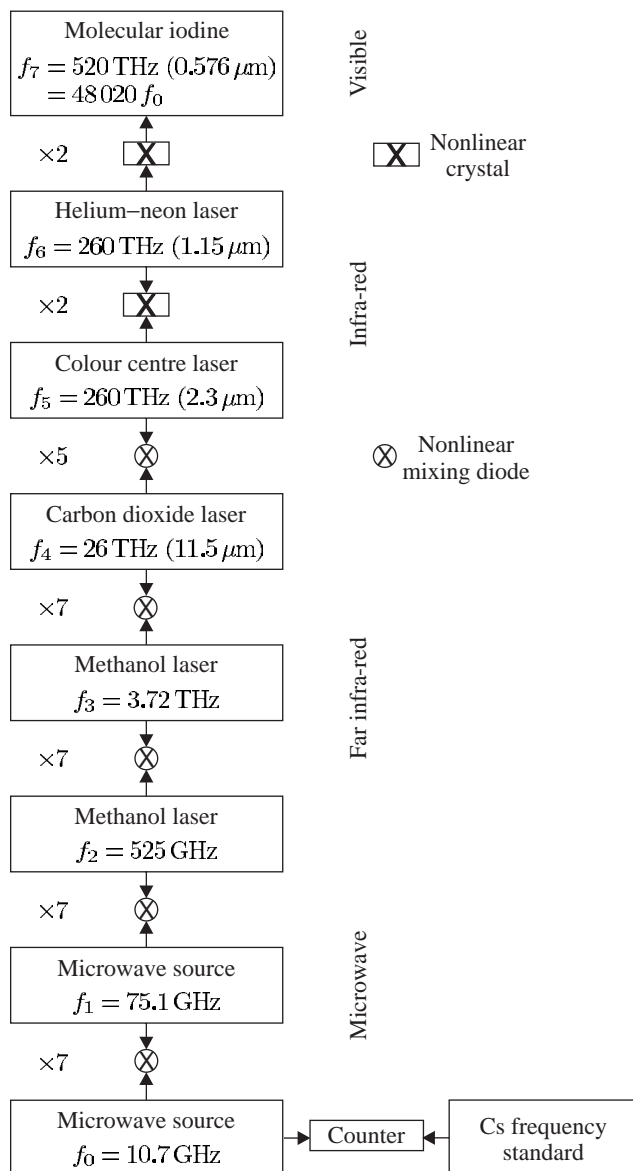 Molecular iodine
f₇ = 520 THz (0.576 μm)
= 48 020 f₀
Visible
×2
X
X
Nonlinear
crystal
Helium–neon laser
f₆ = 260 THz (1.15 μm)
×2
X
Infra-red
Colour centre laser
f₅ = 260 THz (2.3 μm)
×5
Nonlinear
mixing diode
Carbon dioxide laser
f₄ = 26 THz (11.5 μm)
×7
Methanol laser
f₃ = 3.72 THz
Far infra-red
×7
Methanol laser
f₂ = 525 GHz
×7
Microwave
Microwave source
f₁ = 75.1 GHz
×7
Microwave source
f₀ = 10.7 GHz
Counter
Cs frequency
standard